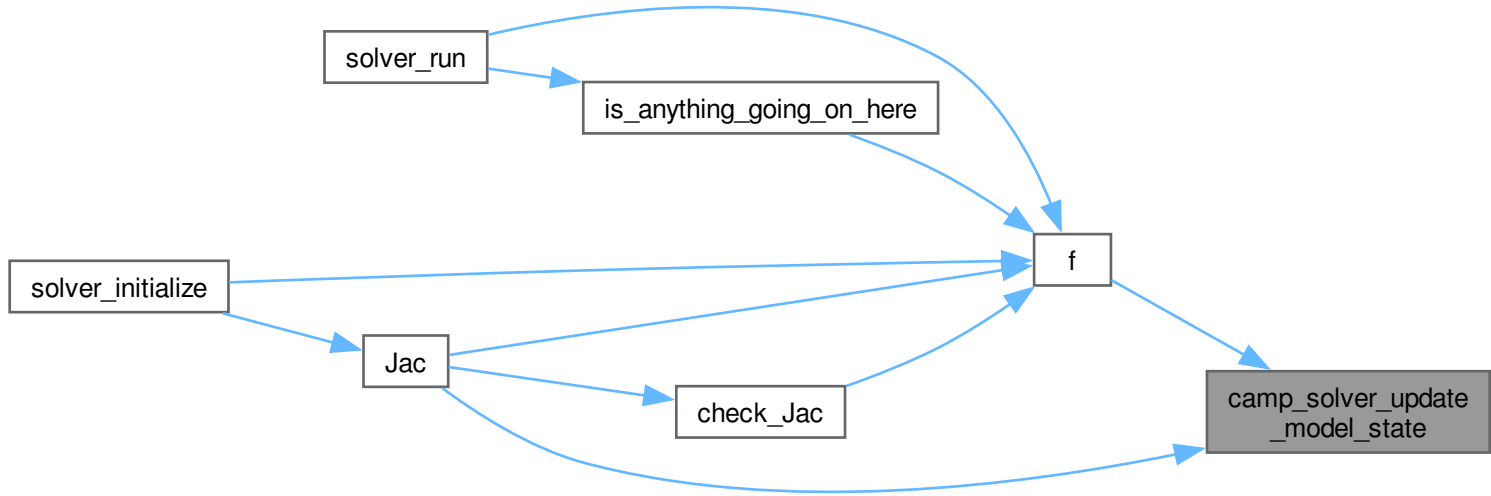 solver_run
is_anything_going_on_here
f
solver_initialize
Jac
check_Jac
camp_solver_update
_model_state